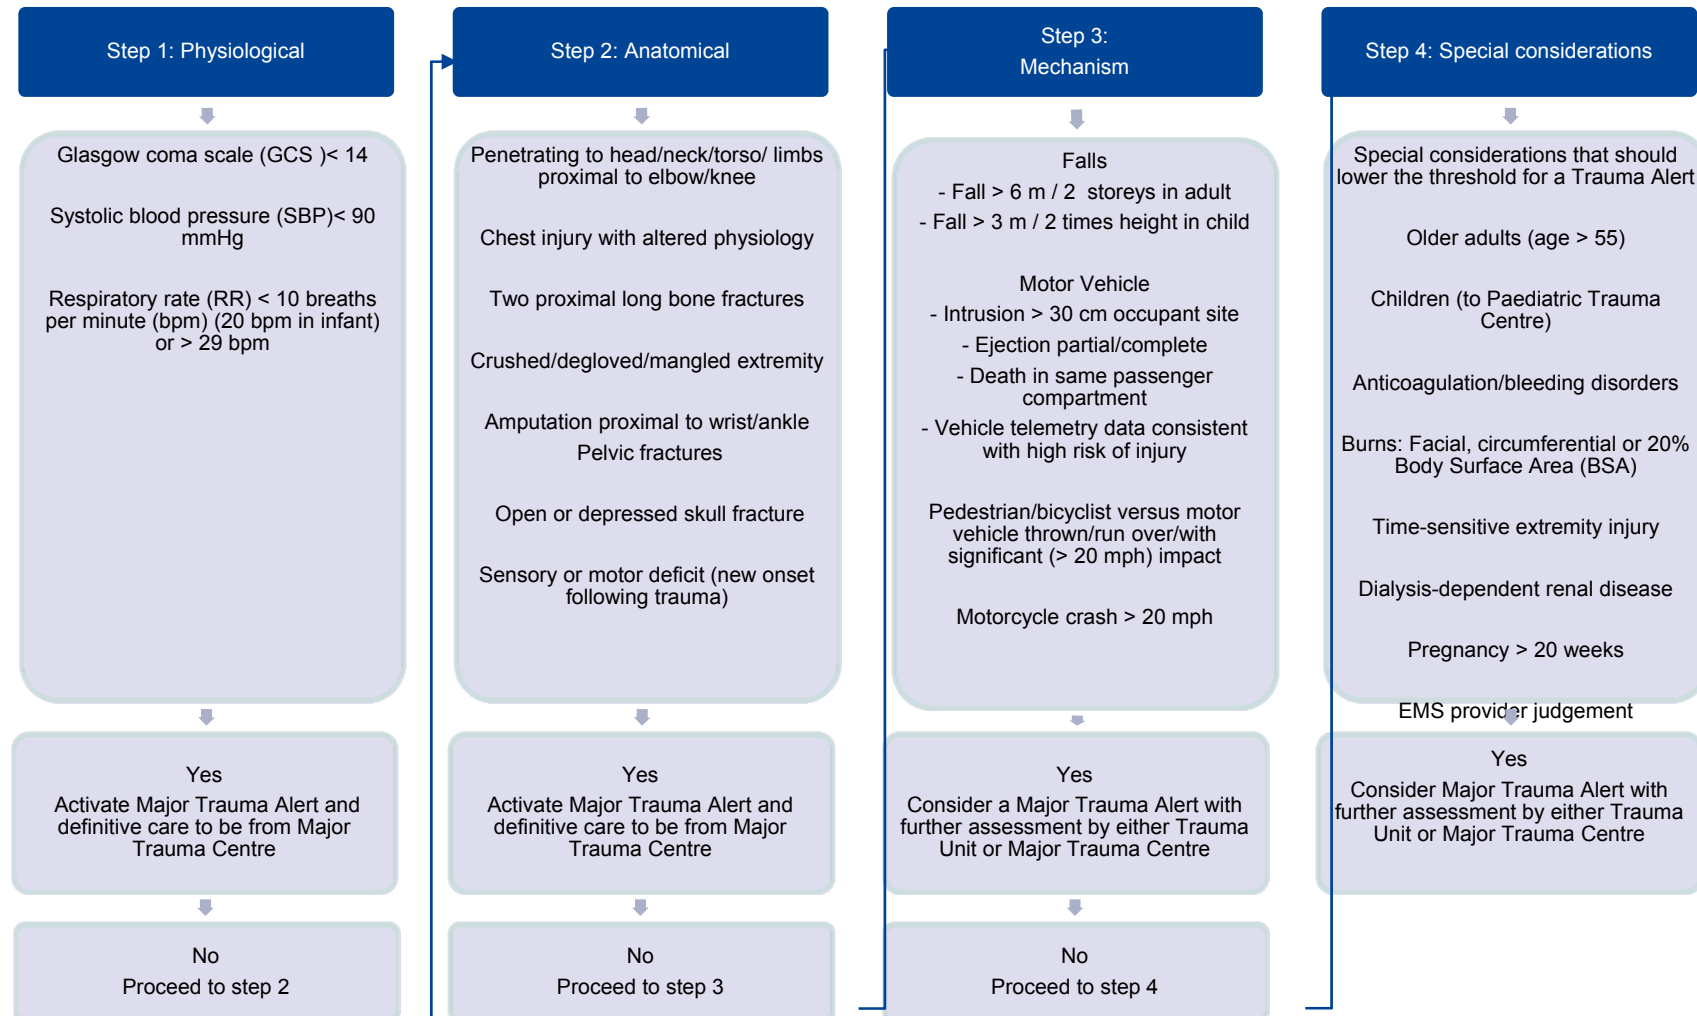 Step 1: Physiological
Glasgow coma scale (GCS )< 14
Systolic blood pressure (SBP)< 90
mmHg
Respiratory rate (RR) < 10 breaths
per minute (bpm) (20 bpm in infant)
or > 29 bpm
Yes
Activate Major Trauma Alert and
definitive care to be from Major
Trauma Centre
No
Proceed to step 2
Step 2: Anatomical
Penetrating to head/neck/torso/ limbs
proximal to elbow/knee
Chest injury with altered physiology
Two proximal long bone fractures
Crushed/degloved/mangled extremity
Amputation proximal to wrist/ankle
Pelvic fractures
Open or depressed skull fracture
Sensory or motor deficit (new onset
following trauma)
Yes
Activate Major Trauma Alert and
definitive care to be from Major
Trauma Centre
No
Proceed to step 3
Step 3:
Mechanism
Falls
- Fall > 6 m / 2 storeys in adult
- Fall > 3 m / 2 times height in child
Motor Vehicle
- Intrusion > 30 cm occupant site
- Ejection partial/complete
- Death in same passenger
compartment
- Vehicle telemetry data consistent
with high risk of injury
Pedestrian/bicyclist versus motor
vehicle thrown/run over/with
significant (> 20 mph) impact
Motorcycle crash > 20 mph
Yes
Consider a Major Trauma Alert with
further assessment by either Trauma
Unit or Major Trauma Centre
No
Proceed to step 4
Step 4: Special considerations
Special considerations that should
lower the threshold for a Trauma Alert
Older adults (age > 55)
Children (to Paediatric Trauma
Centre)
Anticoagulation/bleeding disorders
Burns: Facial, circumferential or 20%
Body Surface Area (BSA)
Time-sensitive extremity injury
Dialysis-dependent renal disease
Pregnancy > 20 weeks
EMS provider judgement
Yes
Consider Major Trauma Alert with
further assessment by either Trauma
Unit or Major Trauma Centre